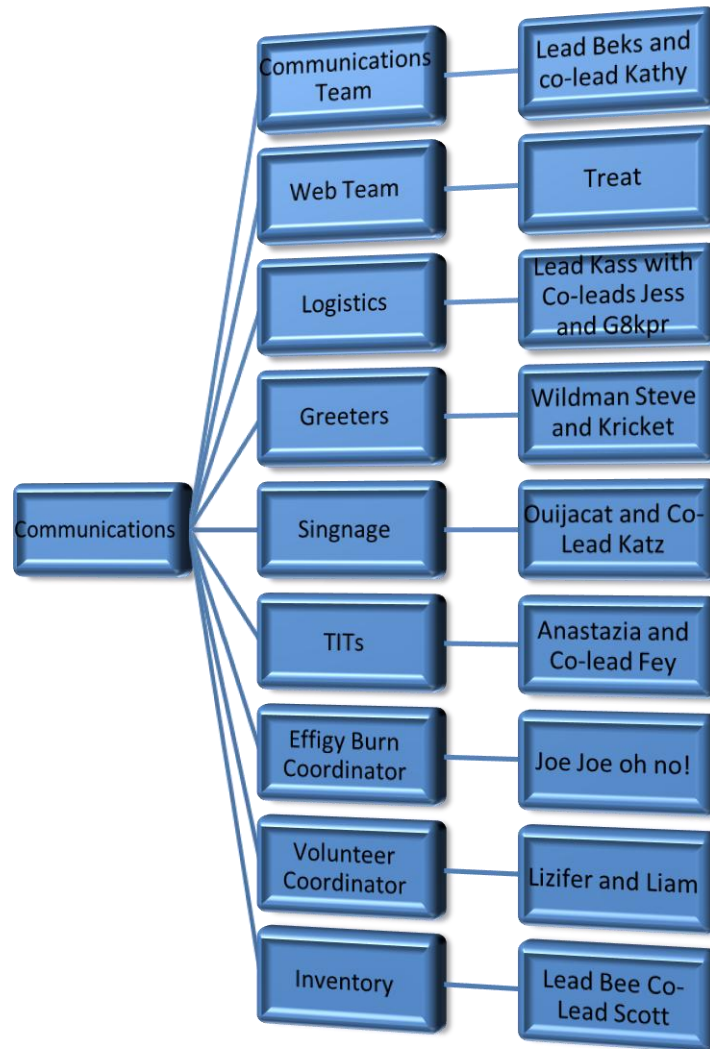 Communications
Communications
Team
Lead Beks and
co-lead Kathy
Web Team
Treat
Logistics
Lead Kass with
Co-leads Jess
and G8kpr
Greeters
Wildman Steve
and Kricket
Singnage
Ouijacat and Co-
Lead Katz
TITs
Anastazia and
Co-lead Fey
Effigy Burn
Coordinator
Joe Joe oh no!
Volunteer
Coordinator
Lizifer and Liam
Inventory
Lead Bee Co-
Lead Scott